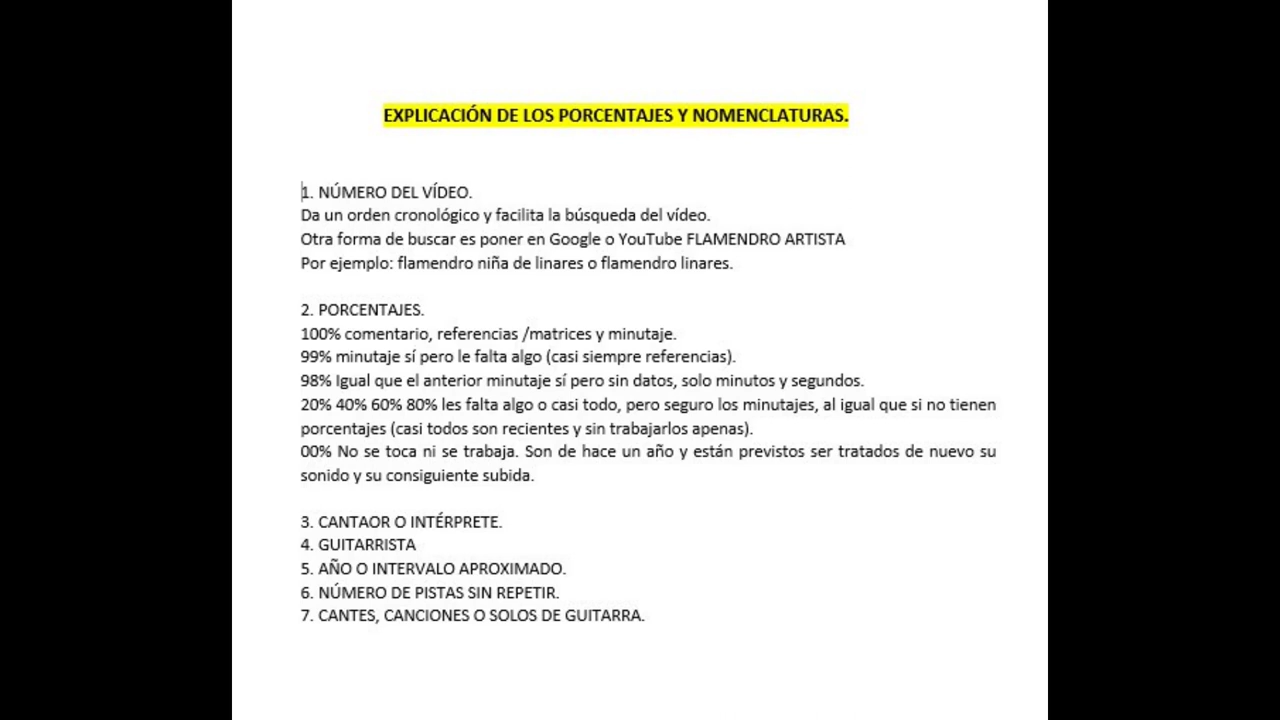 EXPLICACIÓN DE LOS PORCENTAJES Y NOMENCLATURAS.
1. NÚMERO DEL VÍDEO.
Da un orden cronológico y facilita la búsqueda del vídeo.
Otra forma de buscar es poner en Google o YouTube FLAMENDRO ARTISTA
Por ejemplo: flamendro niña de linares o flamendro linares.
2. PORCENTAJES.
100% comentario, referencias /matrices y minutaje.
99% minutaje sí pero le falta algo (casi siempre referencias).
98% Igual que el anterior minutaje sí pero sin datos, solo minutos y segundos.
20% 40% 60% 80% les falta algo o casi todo, pero seguro los minutajes, al igual que si no tienen
porcentajes (casi todos son recientes y sin trabajarlos apenas).
00% No se toca ni se trabaja. Son de hace un año y están previstos ser tratados de nuevo su
sonido y su consiguiente subida.
3. CANTAOR O INTÉRPRETE.
4. GUITARRISTA
5. AÑO O INTERVALO APROXIMADO.
6. NÚMERO DE PISTAS SIN REPETIR.
7. CANTES, CANCIONES O SOLOS DE GUITARRA.